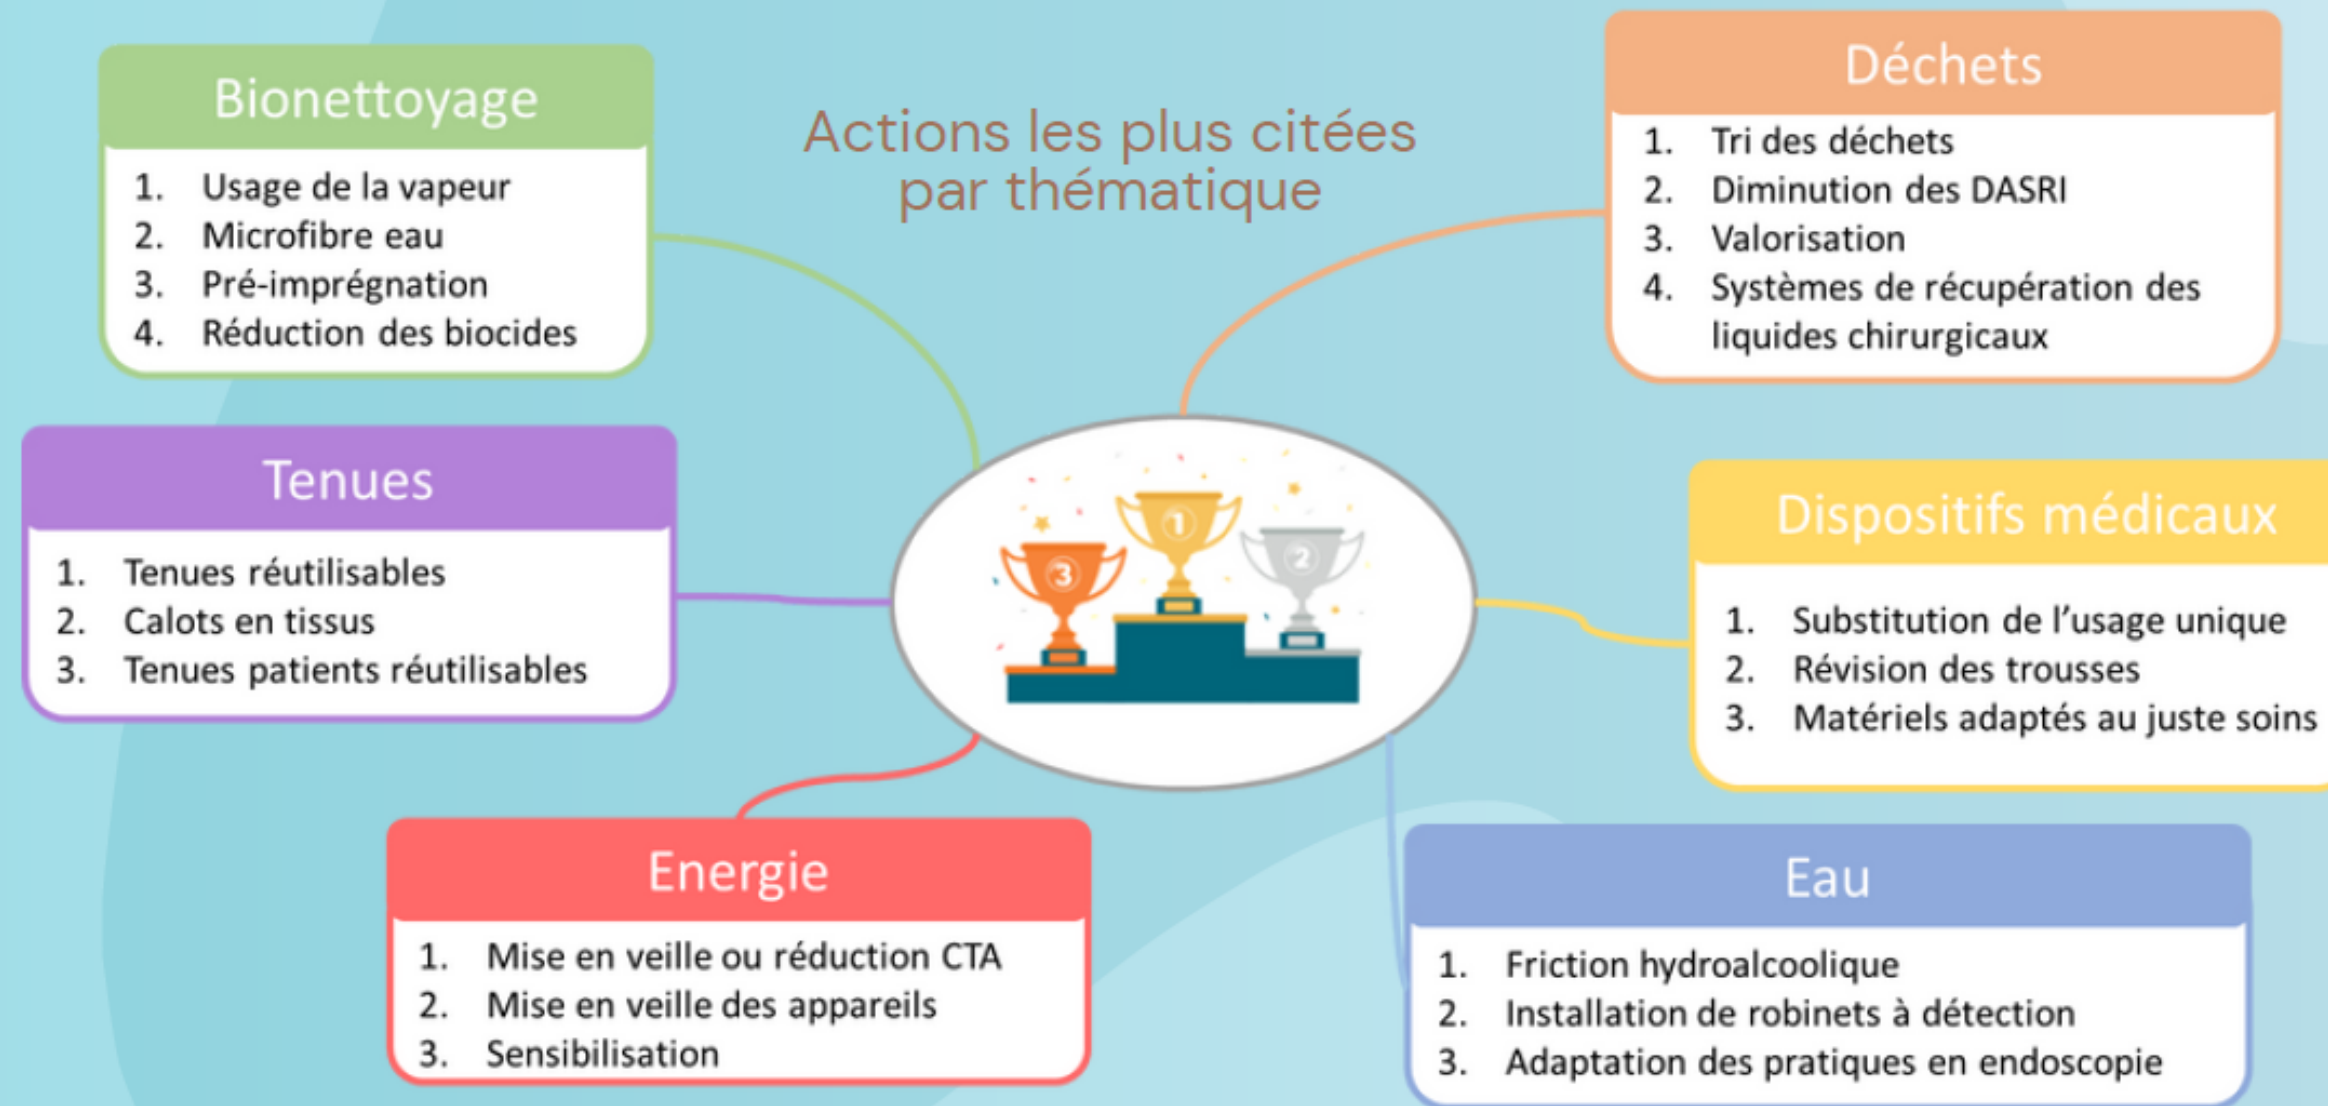 Actions les plus citées
par thématique
Bionettoyage
1. Usage de la vapeur
2. Microfibre eau
3. Pré-imprégnation
4. Réduction des biocides
Déchets
1. Tri des déchets
2. Diminution des DASRI
3. Valorisation
4. Systèmes de récupération des
liquides chirurgicaux
Tenues
1. Tenues réutilisables
2. Calots en tissus
3. Tenues patients réutilisables
3
1
2
Dispositifs médicaux
1. Substitution de l’usage unique
2. Révision des trousses
3. Matériels adaptés au juste soins
Energie
1. Mise en veille ou réduction CTA
2. Mise en veille des appareils
3. Sensibilisation
Eau
1. Friction hydroalcoolique
2. Installation de robinets à détection
3. Adaptation des pratiques en endoscopie